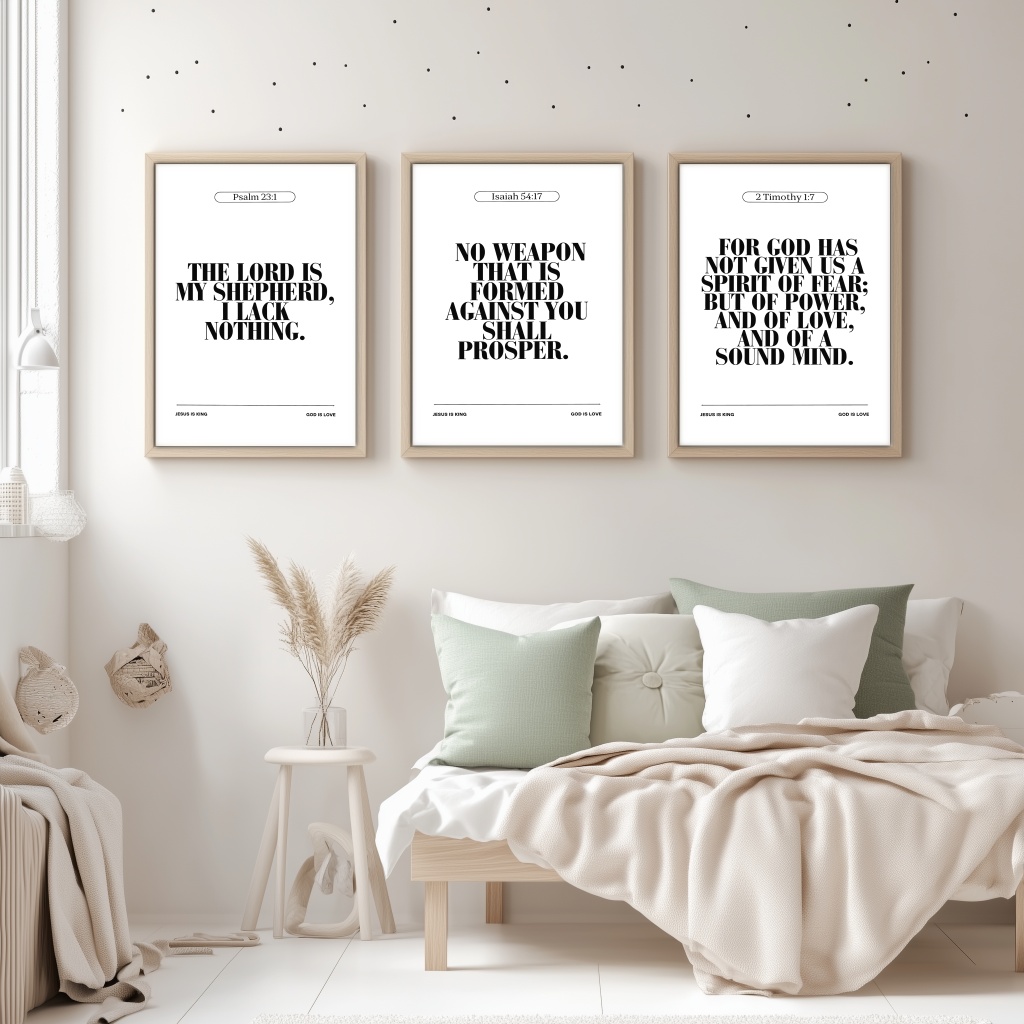 Psalm 23:1
THE LORD IS
MY SHEPHERD,
I LACK
NOTHING.
JESUS IS KING
GOD IS LOVE
Isaiah 54:17
NO WEAPON
THAT IS
FORMED
AGAINST YOU
SHALL
PROSPER.
JESUS IS KING
GOD IS LOVE
2 Timothy 1:7
FOR GOD HAS
NOT GIVEN US A
SPIRIT OF FEAR;
BUT OF POWER,
AND OF LOVE,
AND OF A
SOUND MIND.
JESUS IS KING
GOD IS LOVE